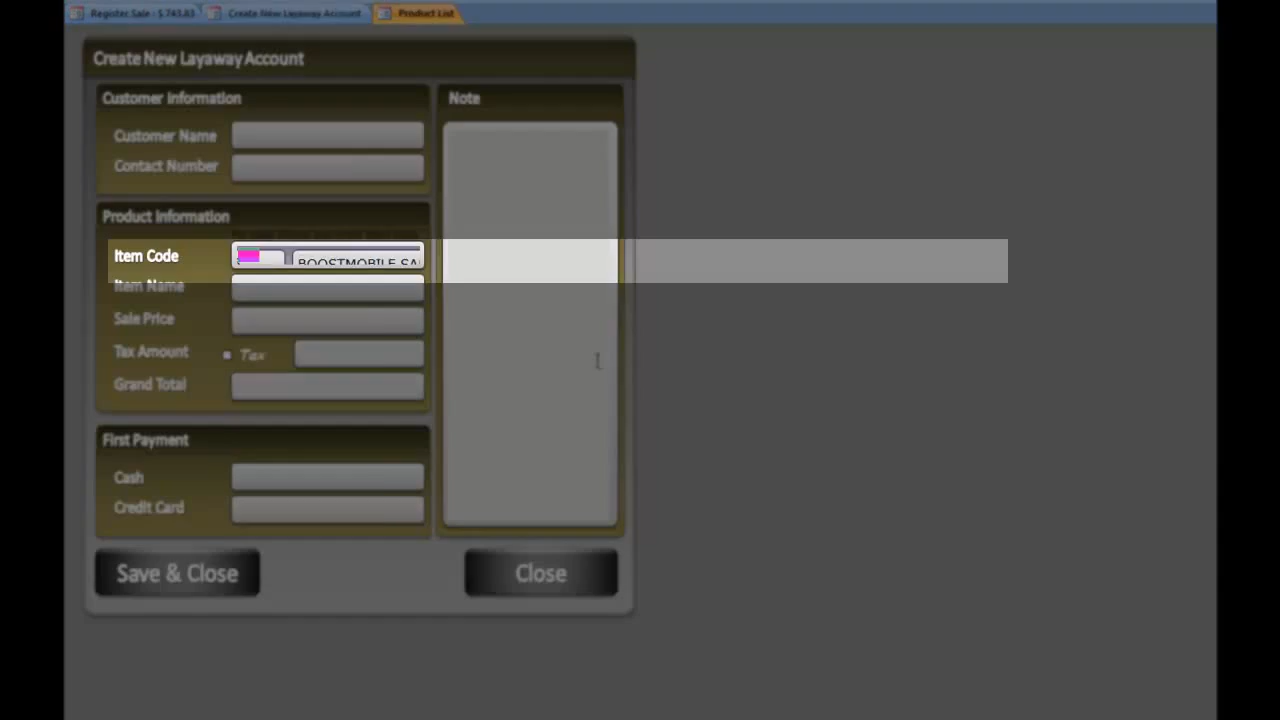 Register Sale : $ 743.83 Create New Layaway Account Product List
Create New Layaway Account
Customer Information
Customer Name
Contact Number
Note
Product Information
Item Code BOOSTMOBILE SA
Item Name
Sale Price
Tax Amount Tax
Grand Total
First Payment
Cash
Credit Card
Save & Close Close